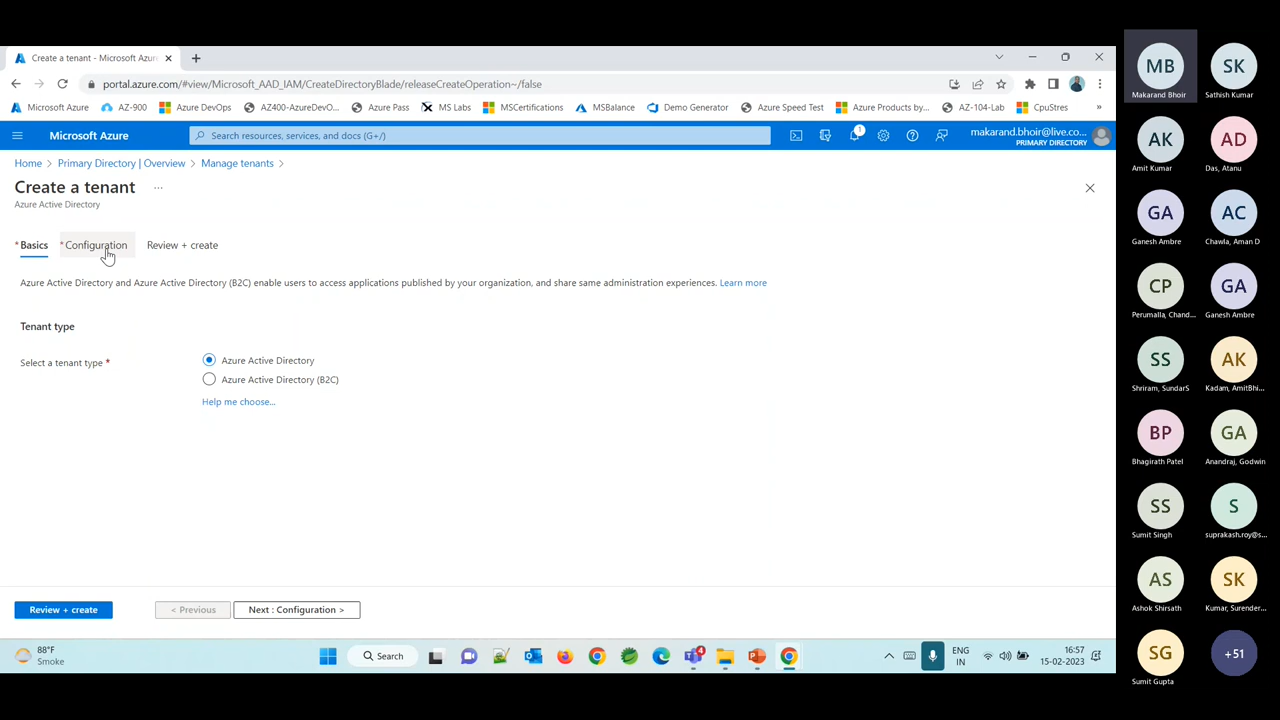 Create a tenant - Microsoft Azure
portal.azure.com/#view/Microsoft_AAD_IAM/CreateDirectoryBlade/releaseCreateOperation~/false
Microsoft Azure
AZ-900
Azure DevOps
AZ400-AzureDevO...
Azure Pass
MS Labs
MSCertifications
MSBalance
Demo Generator
Azure Speed Test
Azure Products by...
AZ-104-Lab
CpuStres
»
Microsoft Azure
Search resources, services, and docs (G+/)
1
makarand.bhoir@live.co...
PRIMARY DIRECTORY
Home > Primary Directory | Overview > Manage tenants >
Create a tenant ...
Azure Active Directory
* Basics
* Configuration
Review + create
Azure Active Directory and Azure Active Directory (B2C) enable users to access applications published by your organization, and share same administration experiences. Learn more
Tenant type
Select a tenant type *
Azure Active Directory
Azure Active Directory (B2C)
Help me choose...
Review + create
< Previous
Next : Configuration >
88°F
Smoke
Search
4
ENG
IN
16:57
15-02-2023
MB
Makarand Bhoir
SK
Sathish Kumar
AK
Amit Kumar
AD
Das, Atanu
GA
Ganesh Ambre
AC
Chawla, Aman D
CP
Perumalla, Chand...
GA
Ganesh Ambre
SS
Shriram, SundarS
AK
Kadam, AmitBhi...
BP
Bhagirath Patel
GA
Anandraj, Godwin
SS
Sumit Singh
S
suprakash.roy@s...
AS
Ashok Shirsath
SK
Kumar, Surender...
SG
Sumit Gupta
+51